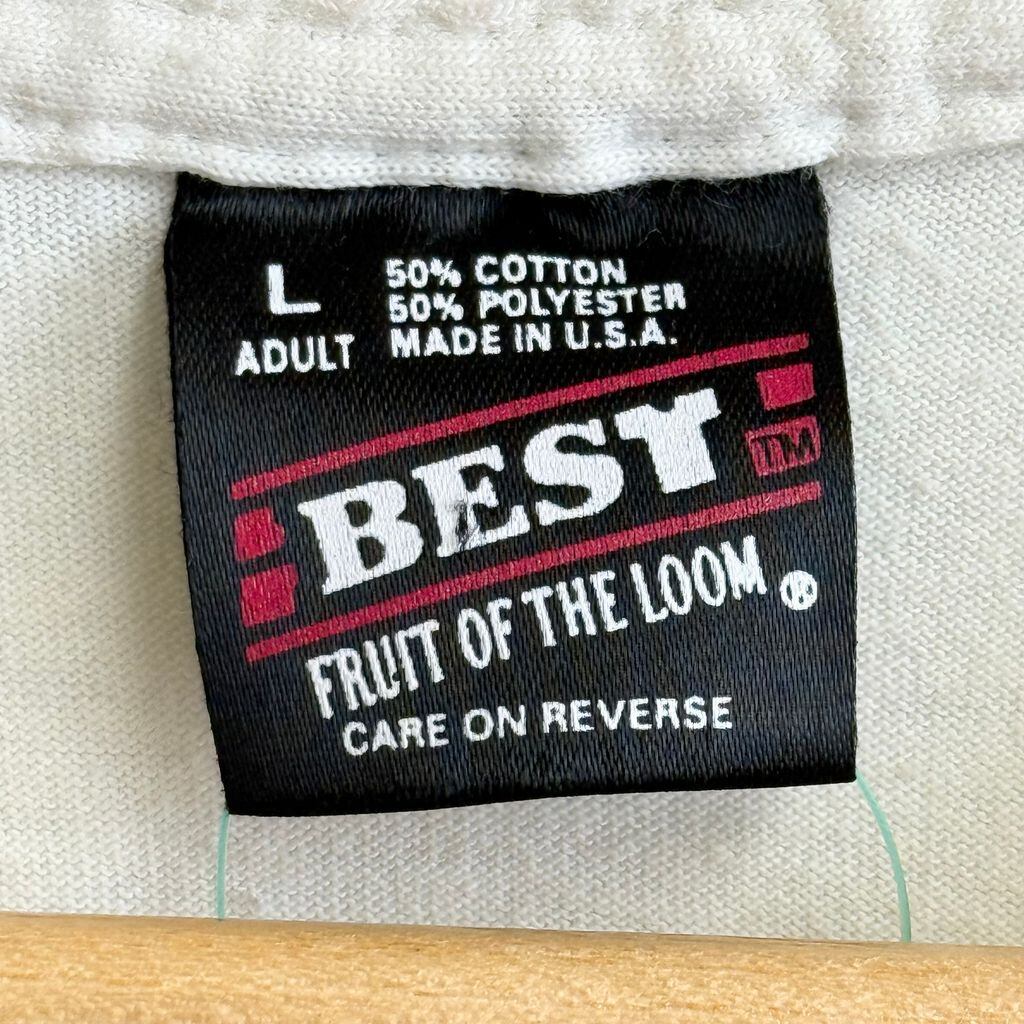 L
ADULT
50% COTTON
50% POLYESTER
MADE IN U.S.A.
BEST
TM
FRUIT OF THE LOOM ®
CARE ON REVERSE